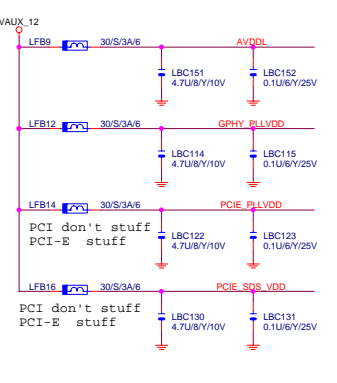 VAUX_12
LFB9 30/S/3A/6 AVDDL
LBC151 LBC152
4.7U/8/Y/10V 0.1U/6/Y/25V
LFB12 30/S/3A/6 GPHY_PLLVDD
LBC114 LBC115
4.7U/8/Y/10V 0.1U/6/Y/25V
LFB14 30/S/3A/6 PCIE_PLLVDD
PCI don't stuff
PCI-E stuff
LBC122 LBC123
4.7U/8/Y/10V 0.1U/6/Y/25V
LFB16 30/S/3A/6 PCIE_SDS_VDD
PCI don't stuff
PCI-E stuff
LBC130 LBC131
4.7U/8/Y/10V 0.1U/6/Y/25V